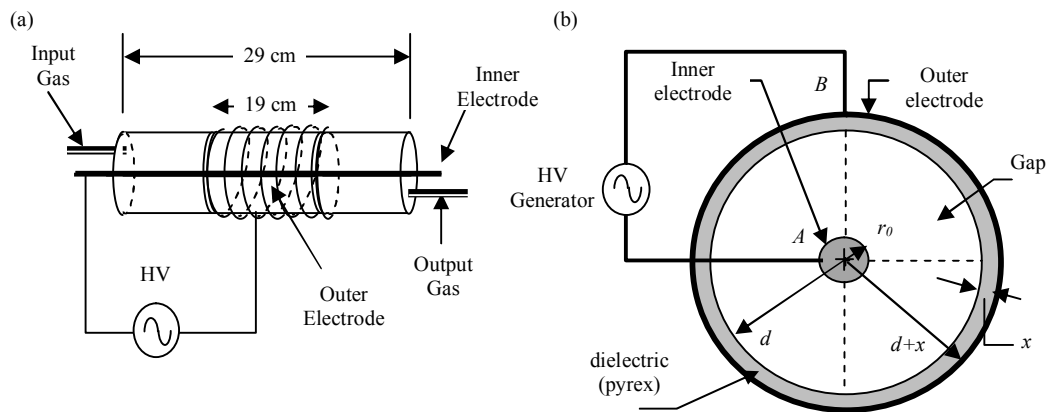 (a)
29 cm
Input
Gas
19 cm
Inner
Electrode
HV
Outer
Electrode
Output
Gas
(b)
Inner
electrode
B
Outer
electrode
HV
Generator
Gap
A
r0
d
d+x
x
dielectric
(pyrex)